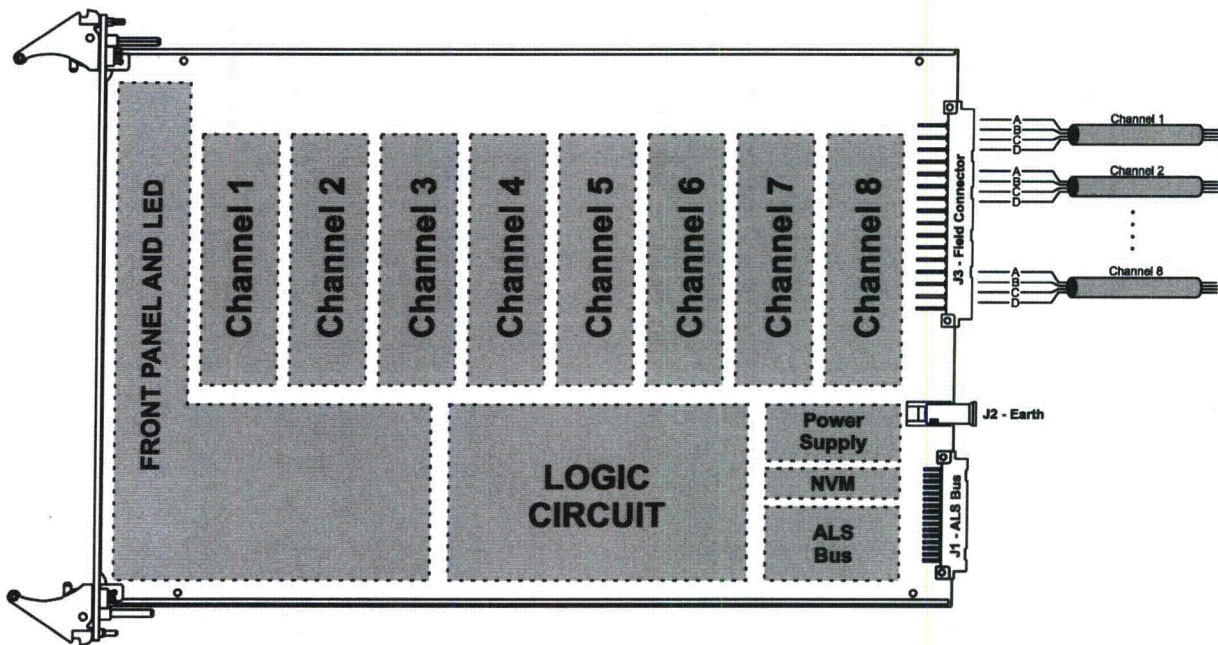 FRONT PANEL AND LED
Channel 1
Channel 2
Channel 3
Channel 4
Channel 5
Channel 6
Channel 7
Channel 8
LOGIC
CIRCUIT
Power
Supply
NVM
ALS
Bus
J3 - Field Connector
J2 - Earth
J1 - ALS Bus
A
B
C
D
Channel 1
A
B
C
D
Channel 2
A
B
C
D
Channel 8